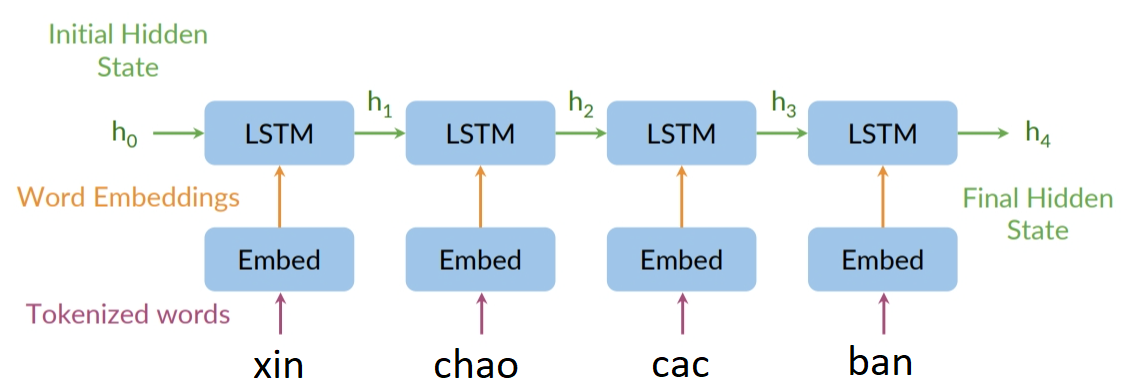 Initial Hidden
State
h₀
LSTM
h₁
LSTM
h₂
LSTM
h₃
LSTM
h₄
Word Embeddings
Final Hidden
State
Embed
Embed
Embed
Embed
Tokenized words
xin
chao
cac
ban